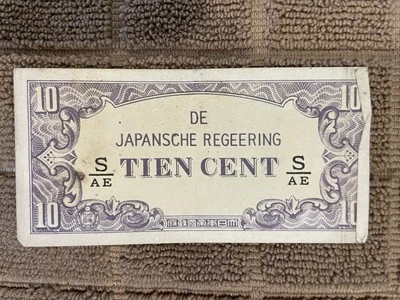 10 10
DE
JAPANSCHE REGEERING
S/AE TIEN CENT S/AE
10 10